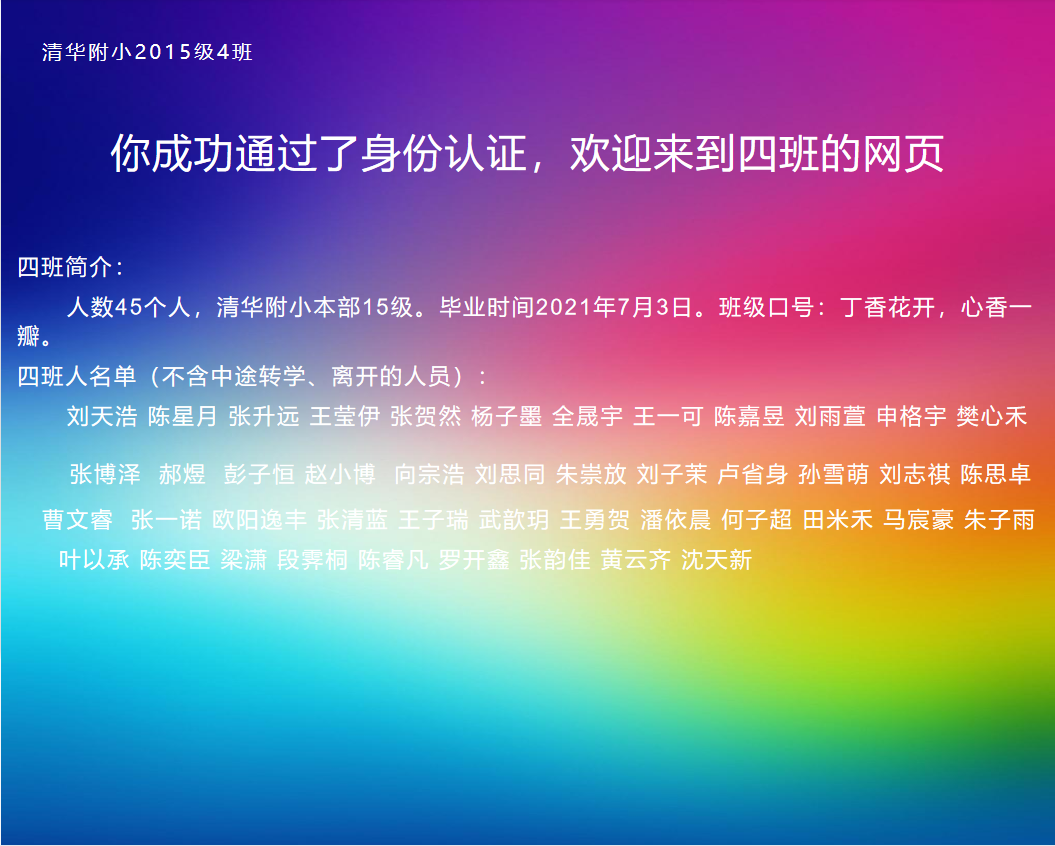 清华附小2015级4班
你成功通过了身份认证，欢迎来到四班的网页
四班简介：
人数45个人，清华附小本部15级。毕业时间2021年7月3日。班级口号：丁香花开，心香一
瓣。
四班人名单（不含中途转学、离开的人员）：
刘天浩 陈星月 张升远 王莹伊 张贺然 杨子墨 全晟宇 王一可 陈嘉昱 刘雨萱 申格宇 樊心禾
张博泽 郝煜 彭子恒 赵小博 向宗浩 刘思同 朱崇放 刘子茉 卢省身 孙雪萌 刘志祺 陈思卓
曹文睿 张一诺 欧阳逸丰 张清蓝 王子瑞 武歆玥 王勇贺 潘依晨 何子超 田米禾 马宸豪 朱子雨
叶以承 陈奕臣 梁潇 段霁桐 陈睿凡 罗开鑫 张韵佳 黄云齐 沈天新